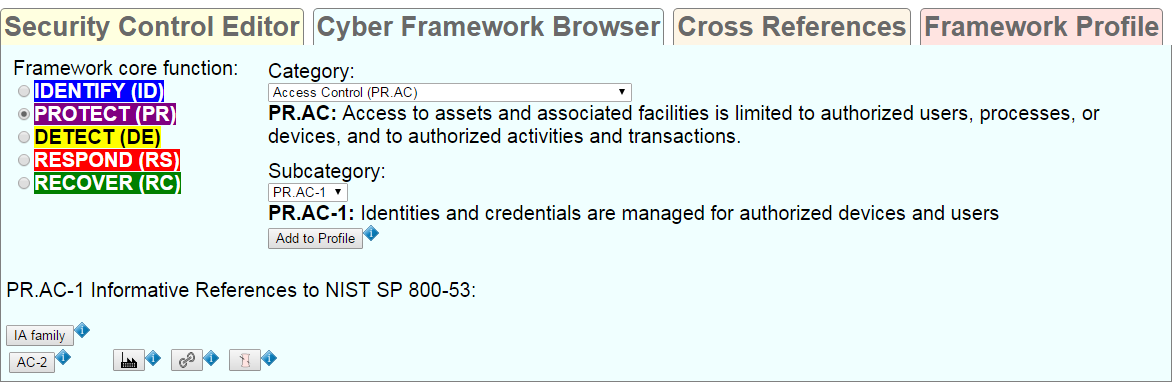 Security Control Editor Cyber Framework Browser Cross References Framework Profile
Framework core function:
IDENTIFY (ID)
PROTECT (PR)
DETECT (DE)
RESPOND (RS)
RECOVER (RC)
Category:
Access Control (PR.AC)
PR.AC: Access to assets and associated facilities is limited to authorized users, processes, or
devices, and to authorized activities and transactions.
Subcategory:
PR.AC-1
PR.AC-1: Identities and credentials are managed for authorized devices and users
Add to Profile i
PR.AC-1 Informative References to NIST SP 800-53:
IA family i
AC-2 i i i i